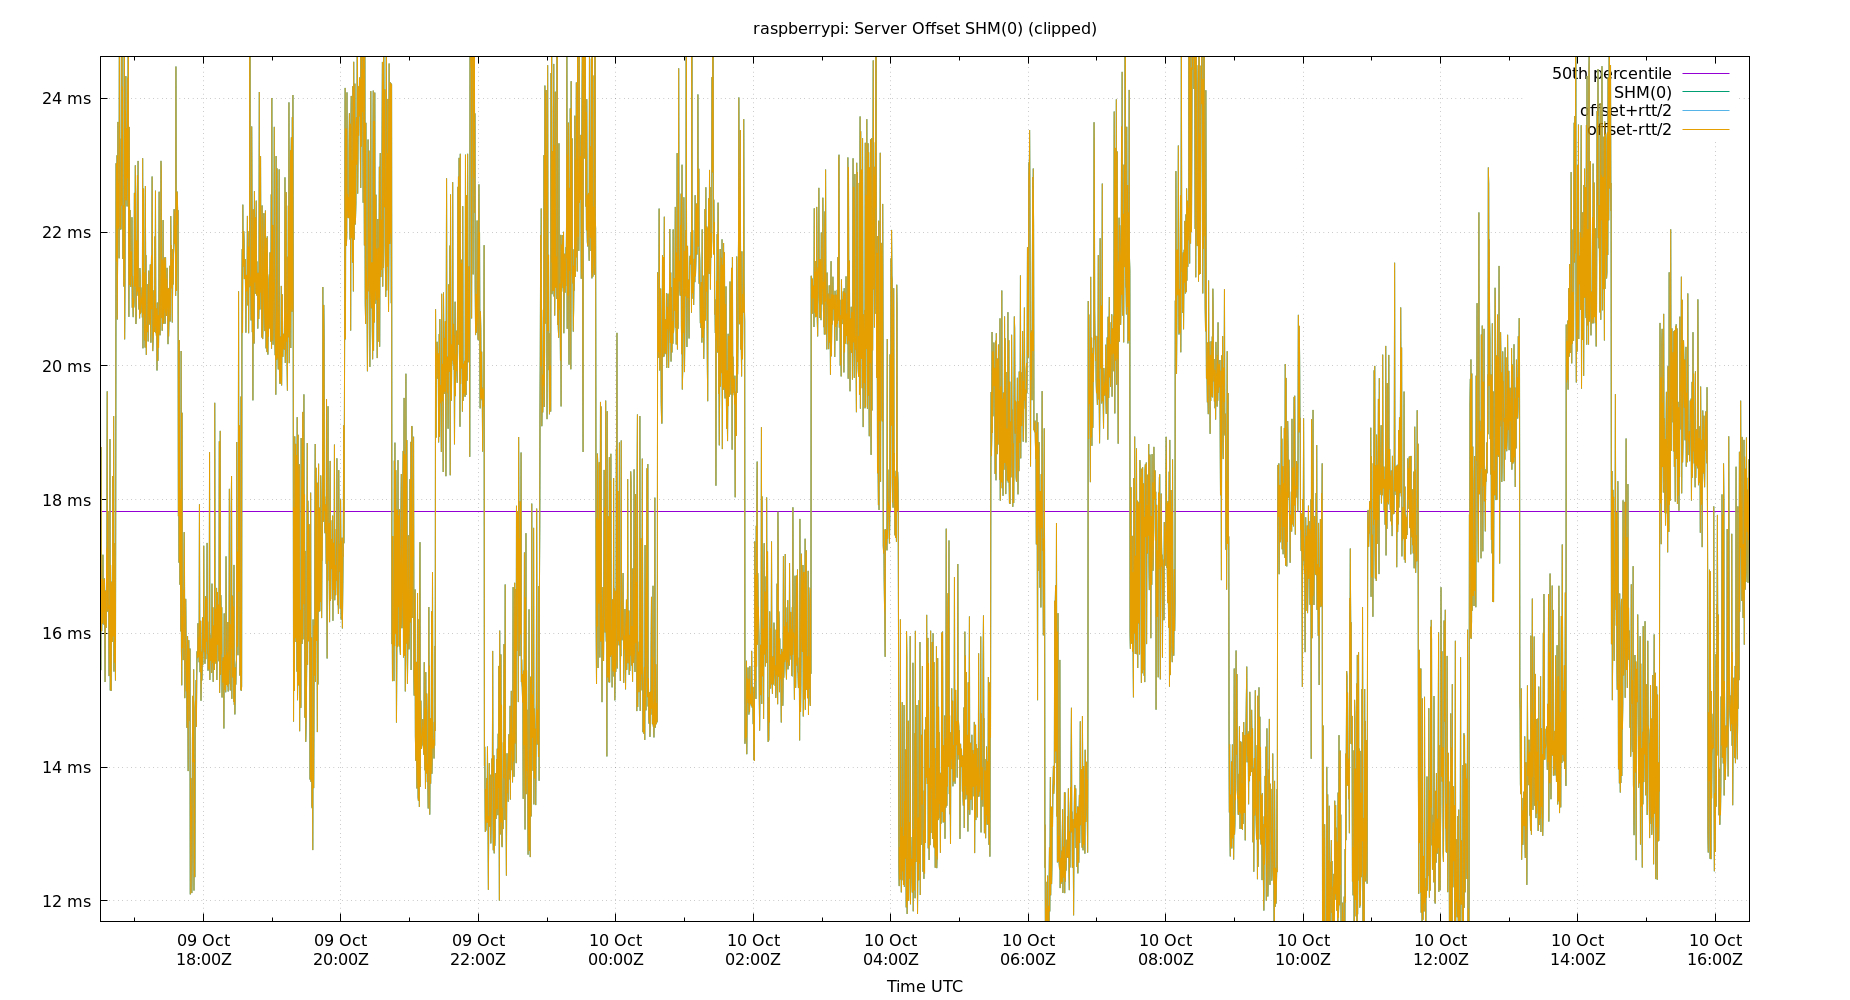 raspberrypi: Server Offset SHM(0) (clipped)
50th percentile
SHM(0)
offset+rtt/2
offset-rtt/2
24 ms
22 ms
20 ms
18 ms
16 ms
14 ms
12 ms
09 Oct 09 Oct 09 Oct 10 Oct 10 Oct 10 Oct 10 Oct 10 Oct 10 Oct 10 Oct 10 Oct 10 Oct
18:00Z 20:00Z 22:00Z 00:00Z 02:00Z 04:00Z 06:00Z 08:00Z 10:00Z 12:00Z 14:00Z 16:00Z
Time UTC